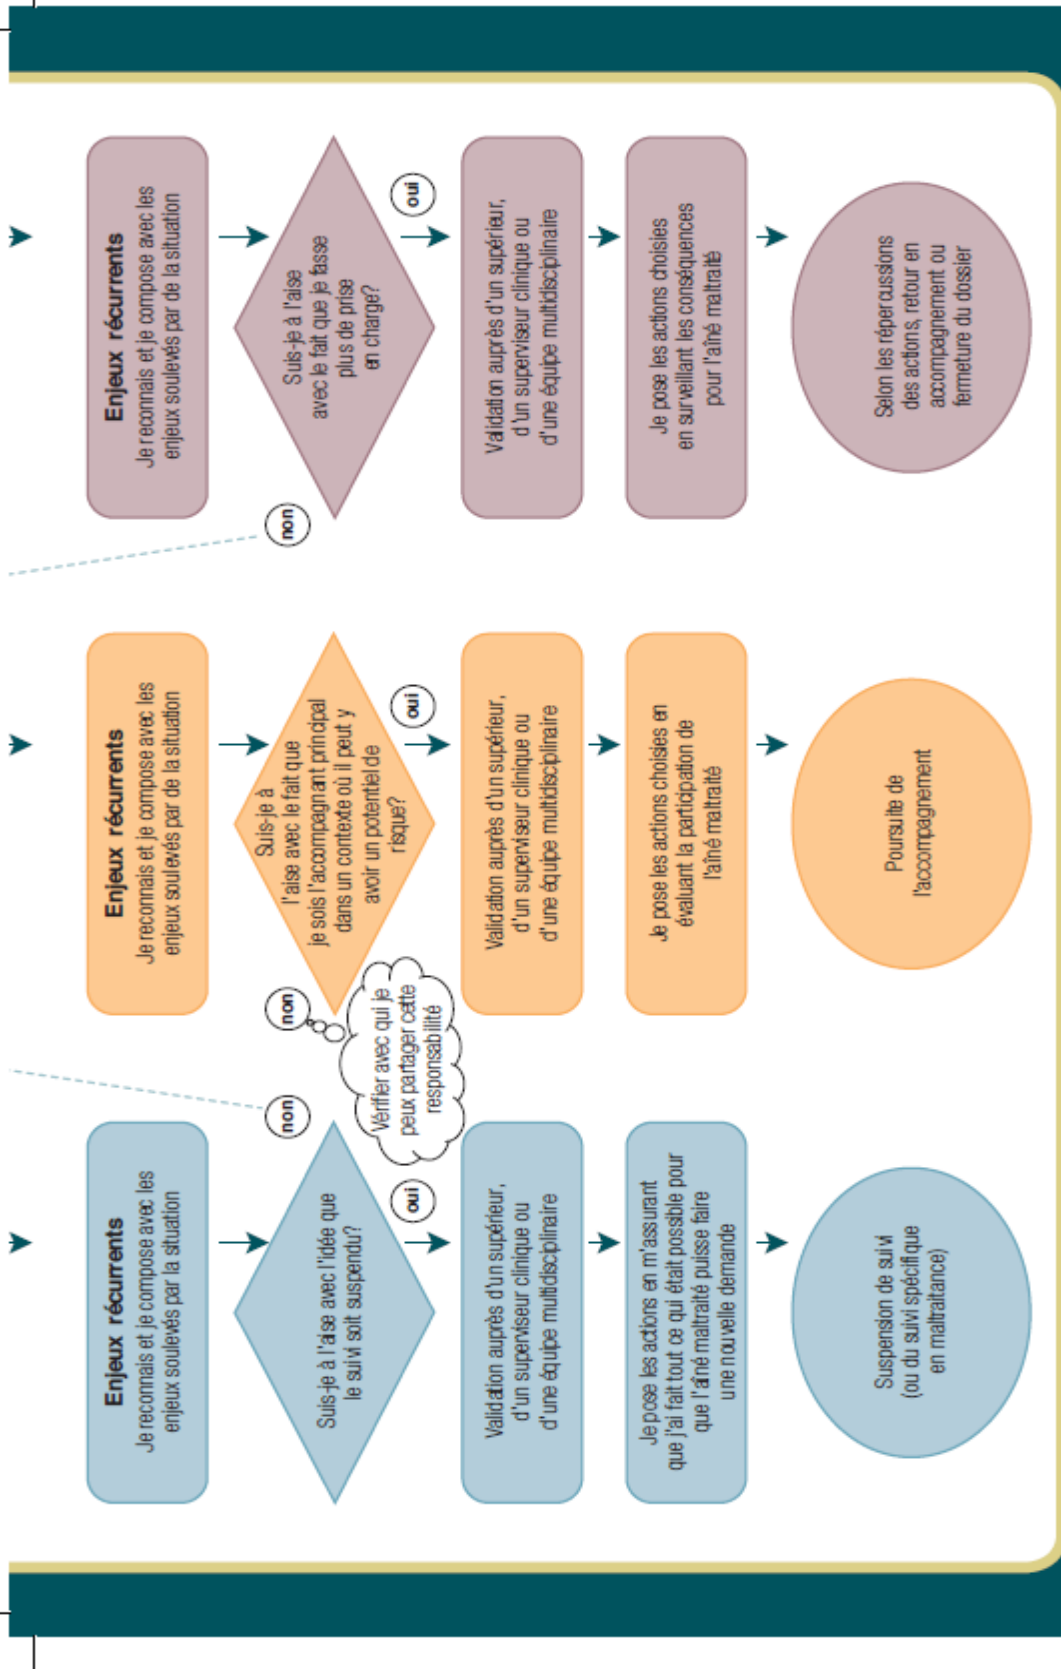 Enjeux récurrents
Je reconnais et je compose avec les
enjeux soulevés par la situation
Suis-je à l'aise avec l'idée que
le suivi soit suspendu?
non
oui
Validation auprès d'un supérieur,
d'un superviseur clinique ou
d'une équipe multidisciplinaire
Je pose les actions en m'assurant
que j'ai fait tout ce qui était possible pour
que l'aîné maltraité puisse faire
une nouvelle demande
Suspension de suivi
(ou du suivi spécifique
en maltraitance)
Enjeux récurrents
Je reconnais et je compose avec les
enjeux soulevés par de la situation
Suis-je à
l'aise avec le fait que
je sois l'accompagnant principal
dans un contexte où il peut y
avoir un potentiel de
risque?
non
Vérifier avec qui je
peux partager cette
responsabilité
oui
Validation auprès d'un supérieur,
d'un superviseur clinique ou
d'une équipe multidisciplinaire
Je pose les actions choisies en
évaluant la participation de
l'aîné maltraité
Poursuite de
l'accompagnement
Enjeux récurrents
Je reconnais et je compose avec les
enjeux soulevés par de la situation
Suis-je à l'aise
avec le fait que je fasse
plus de prise
en charge?
non
oui
Validation auprès d'un supérieur,
d'un superviseur clinique ou
d'une équipe multidisciplinaire
Je pose les actions choisies
en surveillant les conséquences
pour l'aîné maltraité
Selon les répercussions
des actions, retour en
accompagnement ou
fermeture du dossier